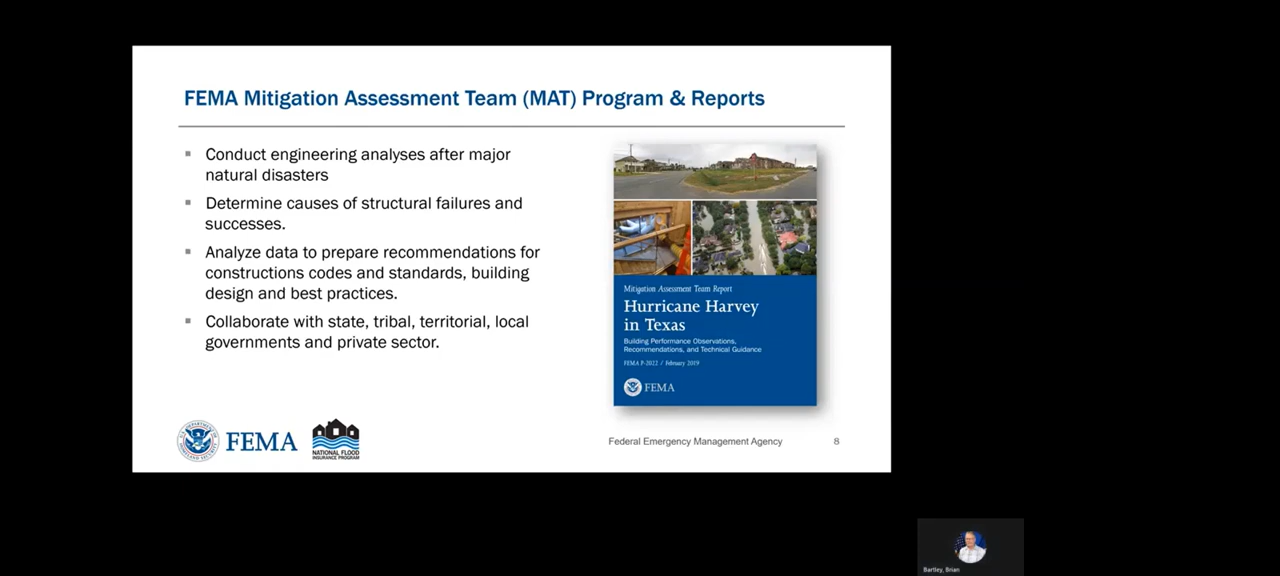 FEMA Mitigation Assessment Team (MAT) Program & Reports
Conduct engineering analyses after major
natural disasters
Determine causes of structural failures and
successes.
Analyze data to prepare recommendations for
constructions codes and standards, building
design and best practices.
Collaborate with state, tribal, territorial, local
governments and private sector.
Mitigation Assessment Team Report
Hurricane Harvey
in Texas
Building Performance Observations,
Recommendations, and Technical Guidance
FEMA P-2022 / February 2019
FEMA
FEMA
NATIONAL FLOOD
INSURANCE PROGRAM
Federal Emergency Management Agency
8
Bartley, Brian